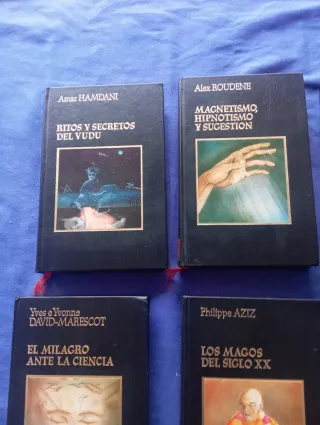 Amar HAMDANI
RITOS Y SECRETOS
DEL VUDU
Alex ROUDENE
MAGNETISMO,
HIPNOTISMO
Y SUGESTION
Yves e Yvonne
DAVID-MARESCOT
EL MILAGRO
ANTE LA CIENCIA
Philippe AZIZ
LOS MAGOS
DEL SIGLO XX